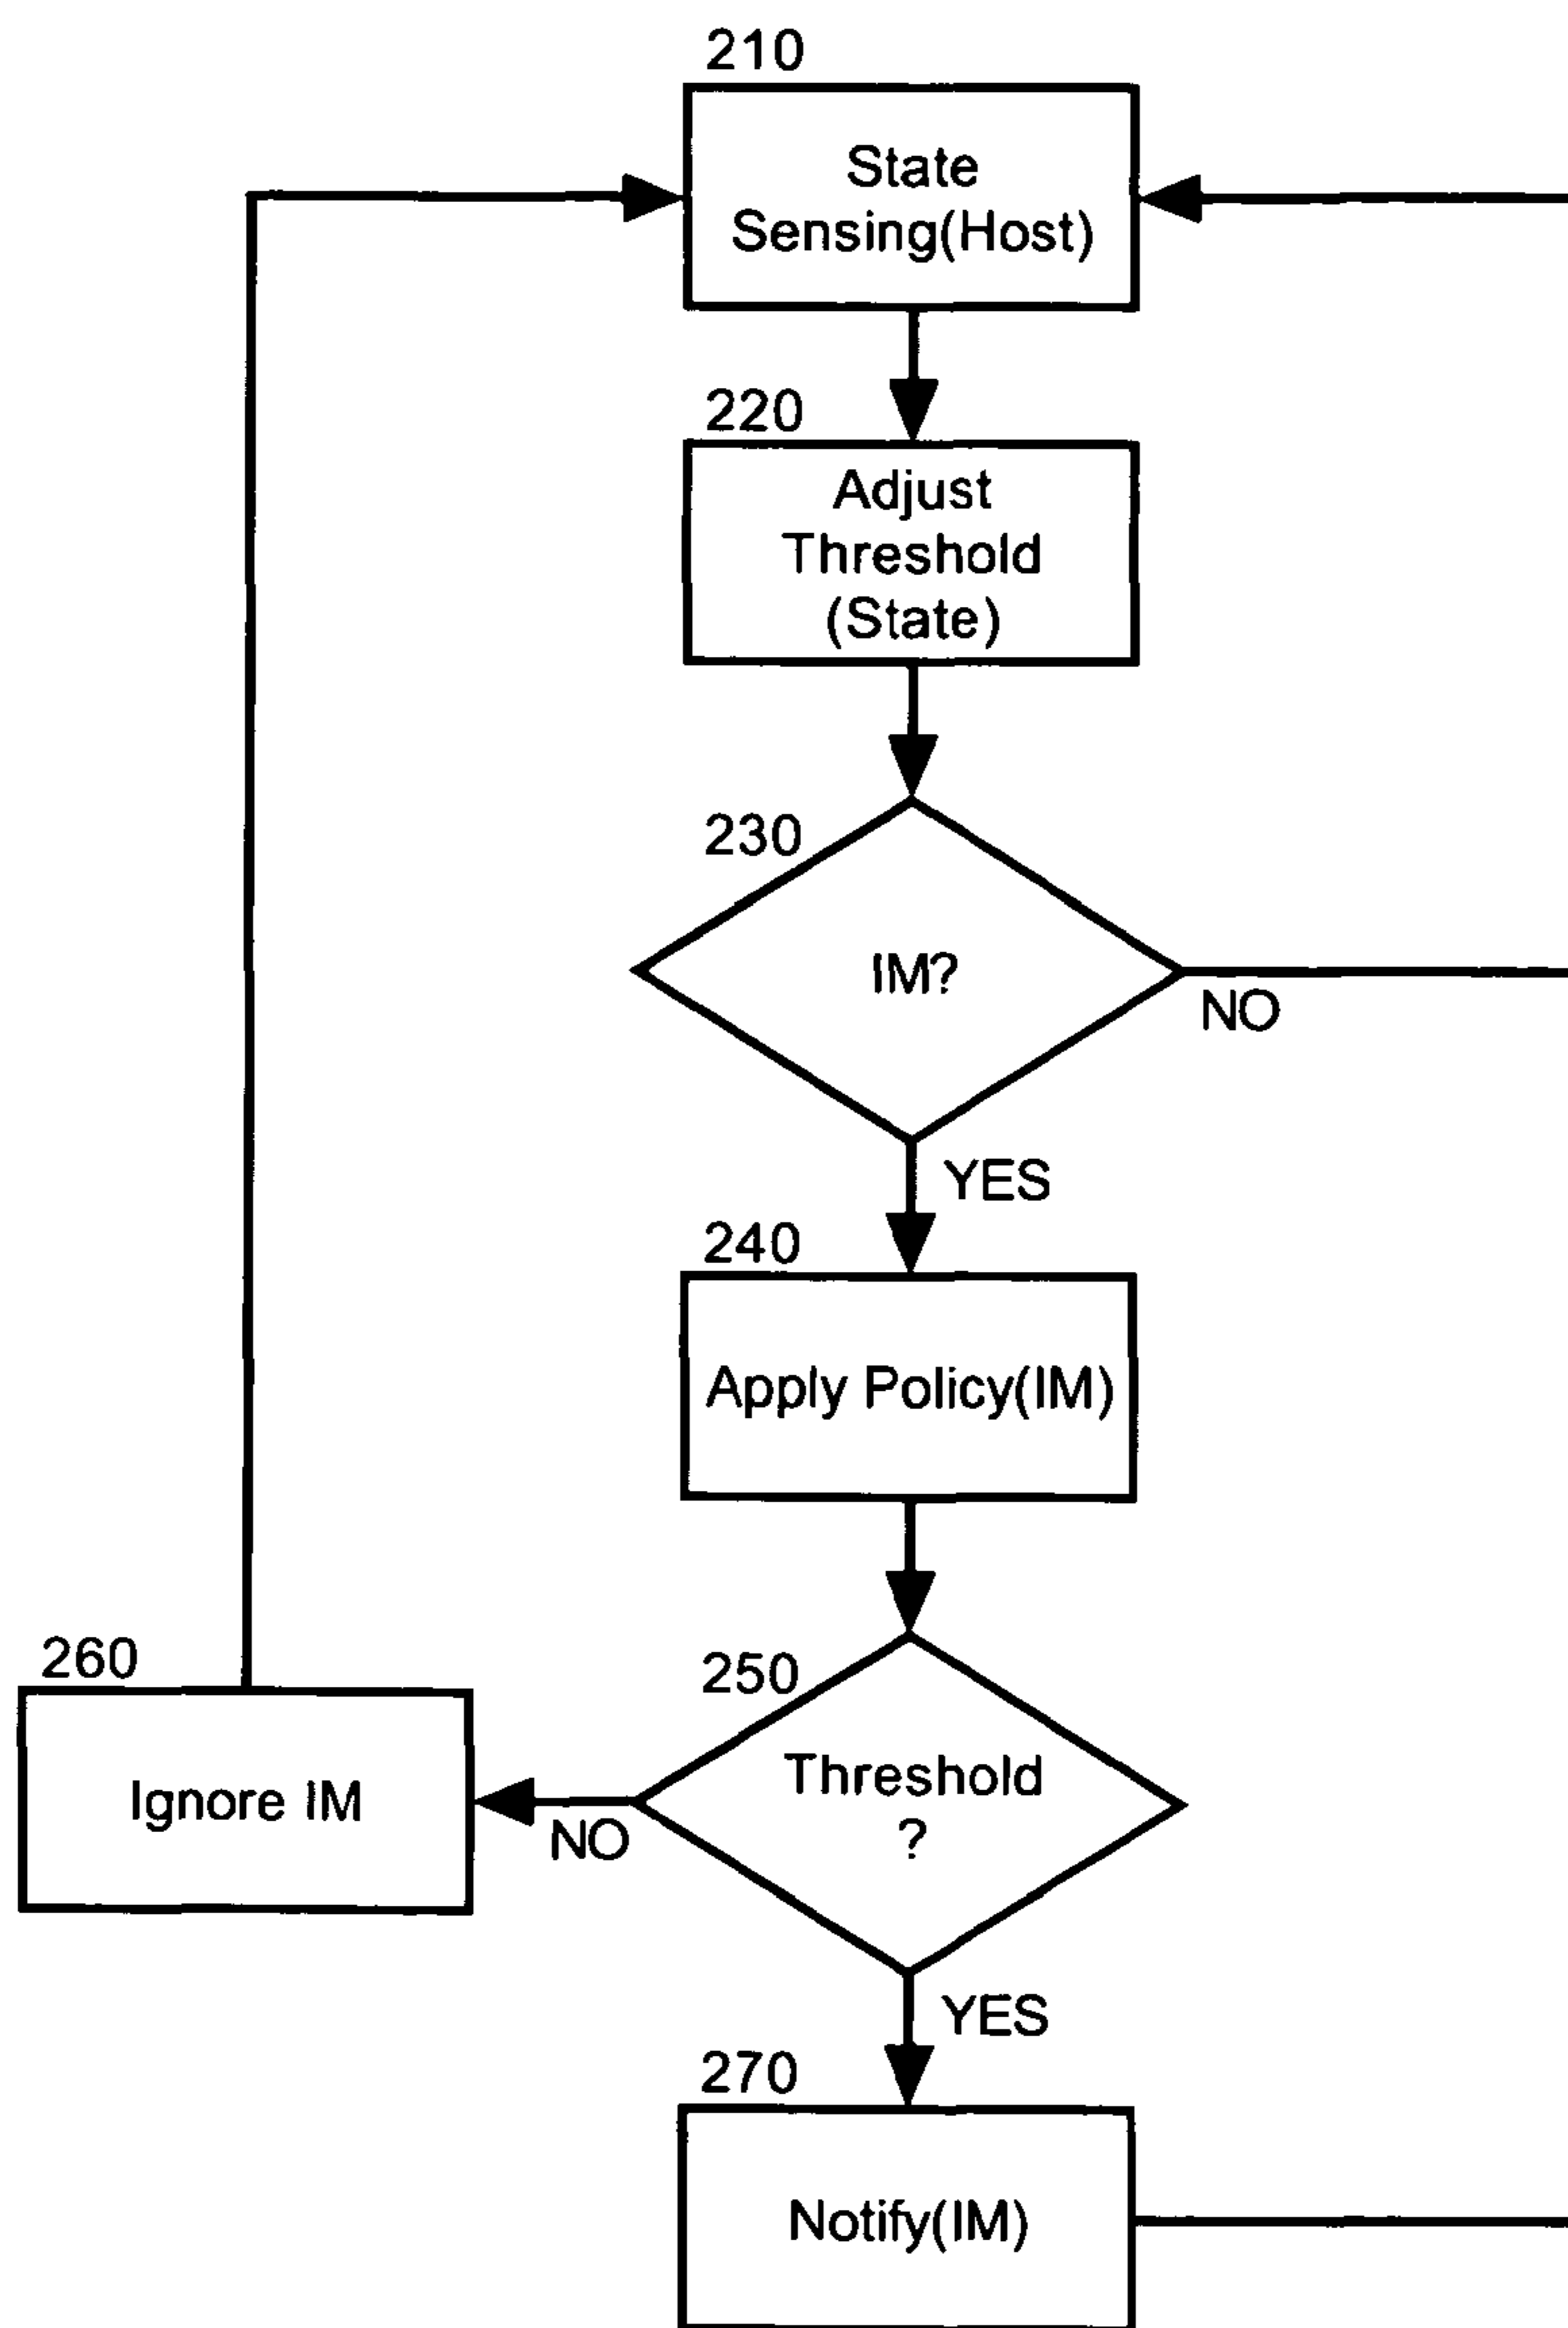 210
State
Sensing(Host)
220
Adjust
Threshold
(State)
230
IM?
NO
YES
240
Apply Policy(IM)
260
250
Ignore IM
NO
Threshold
?
YES
270
Notify(IM)